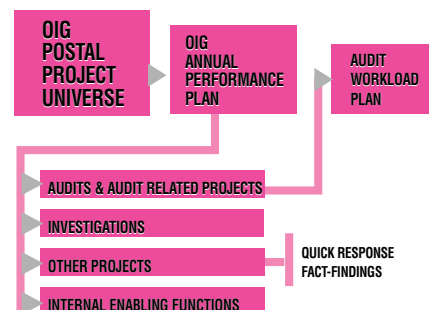 OIG
POSTAL
PROJECT
UNIVERSE
OIG
ANNUAL
PERFORMANCE
PLAN
AUDIT
WORKLOAD
PLAN
AUDITS & AUDIT RELATED PROJECTS
INVESTIGATIONS
OTHER PROJECTS
QUICK RESPONSE
FACT-FINDINGS
INTERNAL ENABLING FUNCTIONS